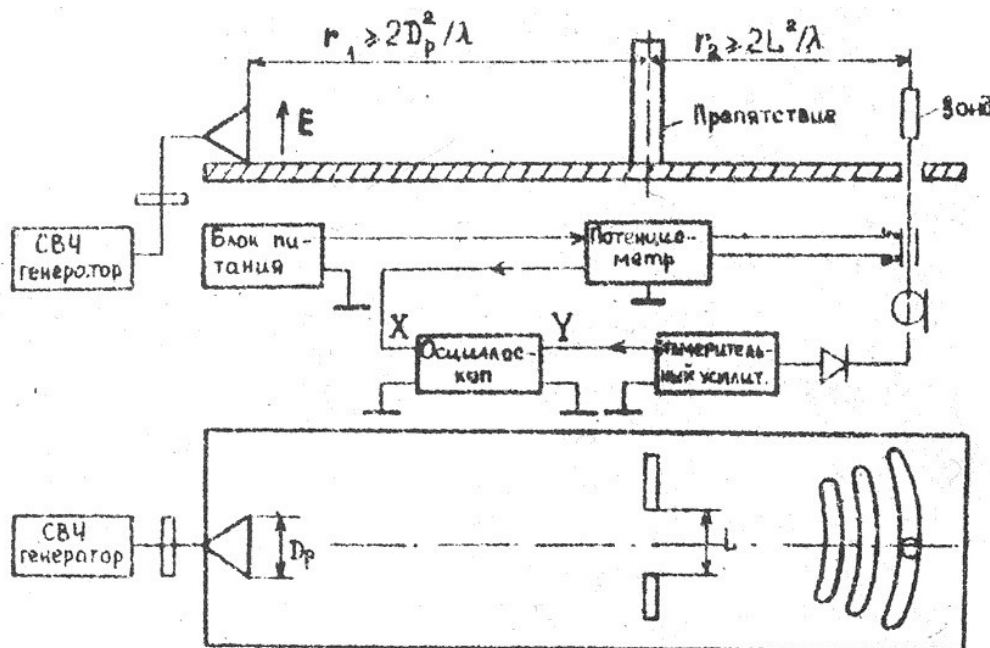 r₁ ⩾ 2Dₚ²/λ
r₂ ⩾ 2L²/λ
E
Препятствие
Зонд
СВЧ
генератор
Блок пи-
тания
Потенцио-
метр
X
Y
Осциллос-
коп
Измеритель-
ный усилит.
СВЧ
генератор
Dₚ
L